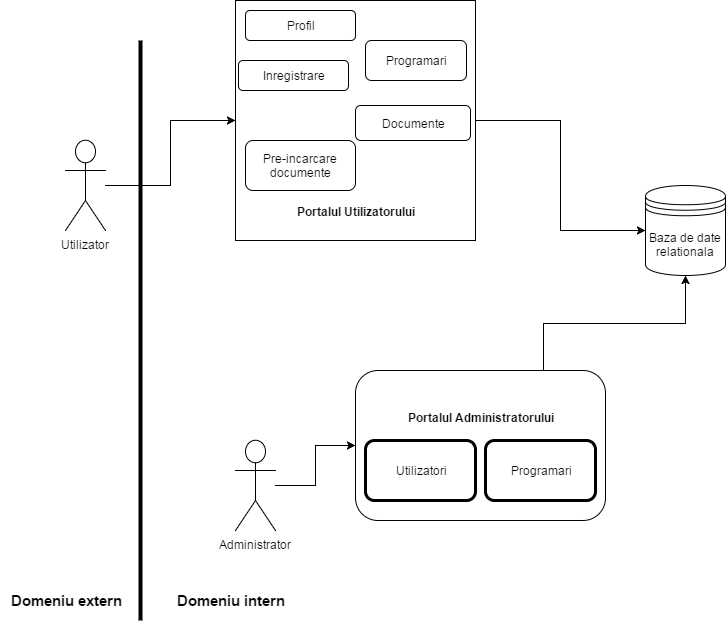 Profil
Programari
Inregistrare
Documente
Pre-incarcare
documente
Portalul Utilizatorului
Utilizator
Baza de date
relationala
Portalul Administratorului
Utilizatori
Programari
Administrator
Domeniu extern
Domeniu intern